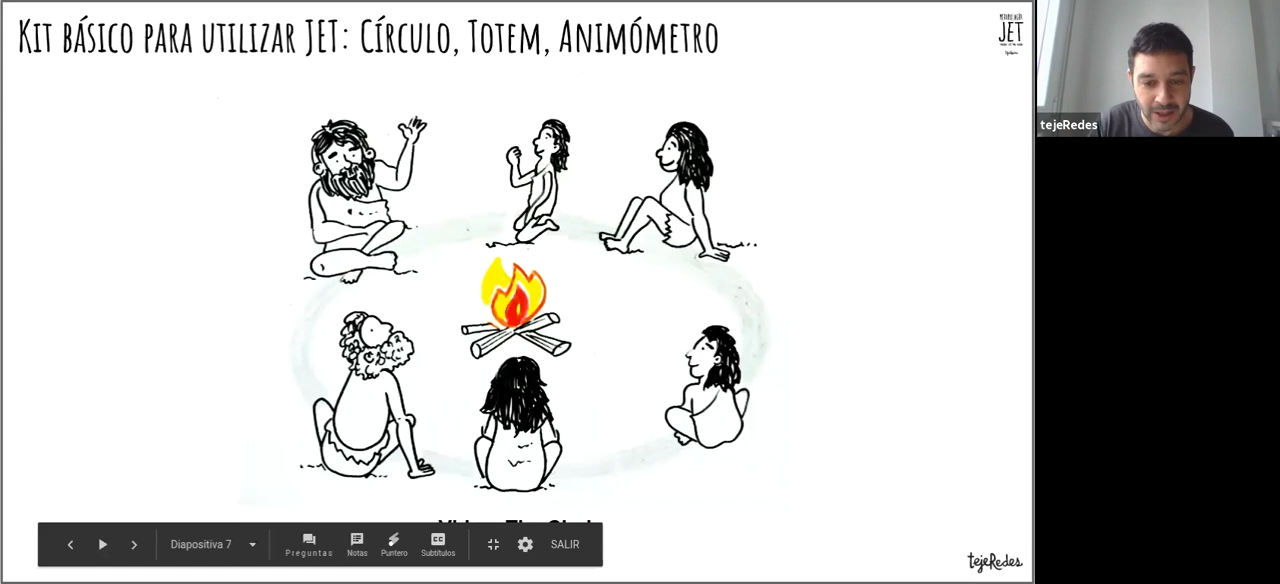 Kit básico para utilizar JET: Círculo, Totem, Animómetro
JET
tejeRedes
Diapositiva 7
Preguntas
Notas
Puntero
Subtítulos
SALIR
tejeRedes